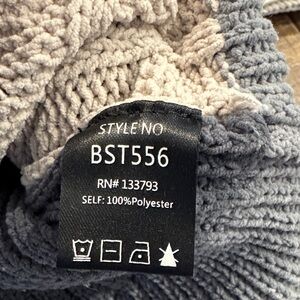 STYLE NO
BST556
RN# 133793
SELF: 100%Polyester